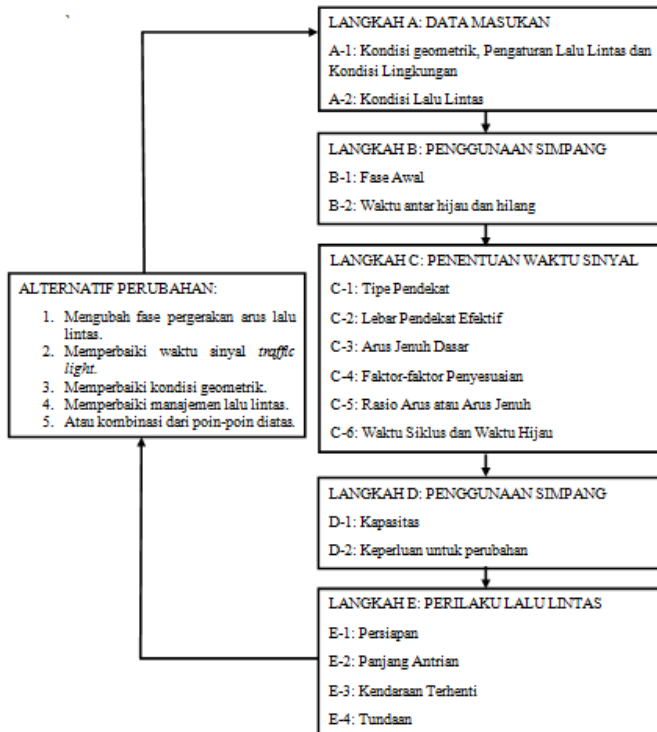 LANGKAH A: DATA MASUKAN
A-1: Kondisi geometrik, Pengaturan Lalu Lintas dan
Kondisi Lingkungan
A-2: Kondisi Lalu Lintas
LANGKAH B: PENGGUNAAN SIMPANG
B-1: Fase Awal
B-2: Waktu antar hijau dan hilang
LANGKAH C: PENENTUAN WAKTU SINYAL
C-1: Tipe Pendekat
C-2: Lebar Pendekat Efektif
C-3: Arus Jenuh Dasar
C-4: Faktor-faktor Penyesuaian
C-5: Rasio Arus atau Arus Jenuh
C-6: Waktu Siklus dan Waktu Hijau
LANGKAH D: PENGGUNAAN SIMPANG
D-1: Kapasitas
D-2: Keperluan untuk perubahan
LANGKAH E: PERILAKU LALU LINTAS
E-1: Persiapan
E-2: Panjang Antrian
E-3: Kendaraan Terhenti
E-4: Tundaan
ALTERNATIF PERUBAHAN:
1. Mengubah fase pergerakan arus lalu
lintas.
2. Memperbaiki waktu sinyal traffic
light.
3. Memperbaiki kondisi geometrik.
4. Memperbaiki manajemen lalu lintas.
5. Atau kombinasi dari poin-poin diatas.